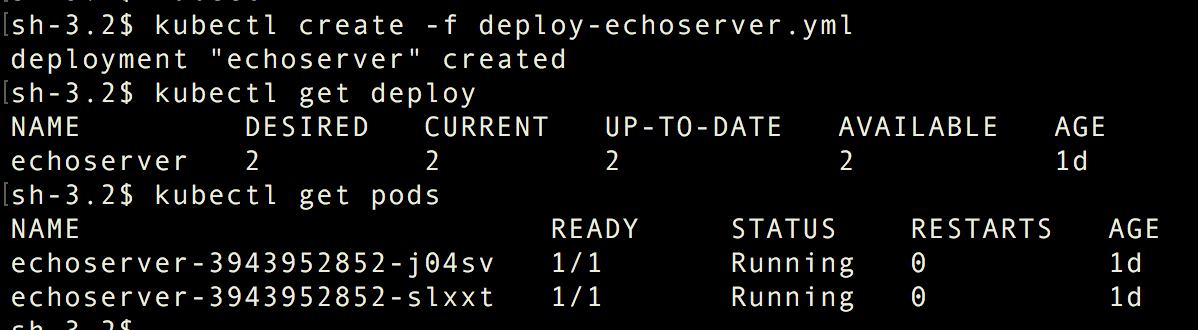 [sh-3.2$ kubectl create -f deploy-echoserver.yml
deployment "echoserver" created
[sh-3.2$ kubectl get deploy
NAME DESIRED CURRENT UP-TO-DATE AVAILABLE AGE
echoserver 2 2 2 2 1d
[sh-3.2$ kubectl get pods
NAME READY STATUS RESTARTS AGE
echoserver-3943952852-j04sv 1/1 Running 0 1d
echoserver-3943952852-slxxt 1/1 Running 0 1d
sh-3.2$